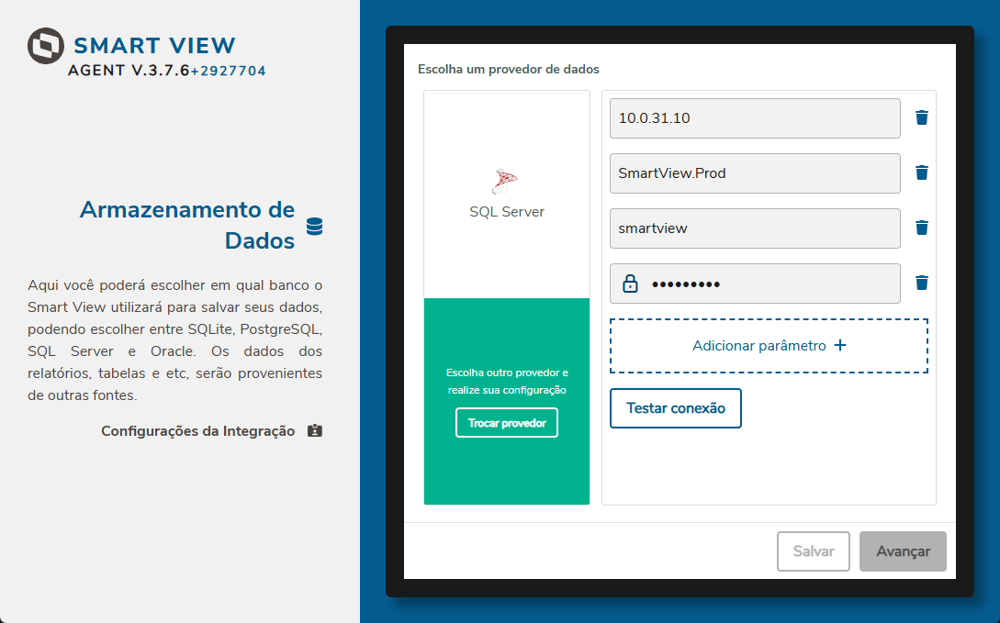 SMART VIEW
AGENT V.3.7.6+2927704
Armazenamento de
Dados
Aqui você poderá escolher em qual banco o
Smart View utilizará para salvar seus dados,
podendo escolher entre SQLite, PostgreSQL,
SQL Server e Oracle. Os dados dos
relatórios, tabelas e etc, serão provenientes
de outras fontes.
Configurações da Integração
Escolha um provedor de dados
SQL Server
Escolha outro provedor e
realize sua configuração
Trocar provedor
10.0.31.10
SmartView.Prod
smartview
•••••••••
Adicionar parâmetro +
Testar conexão
Salvar
Avançar